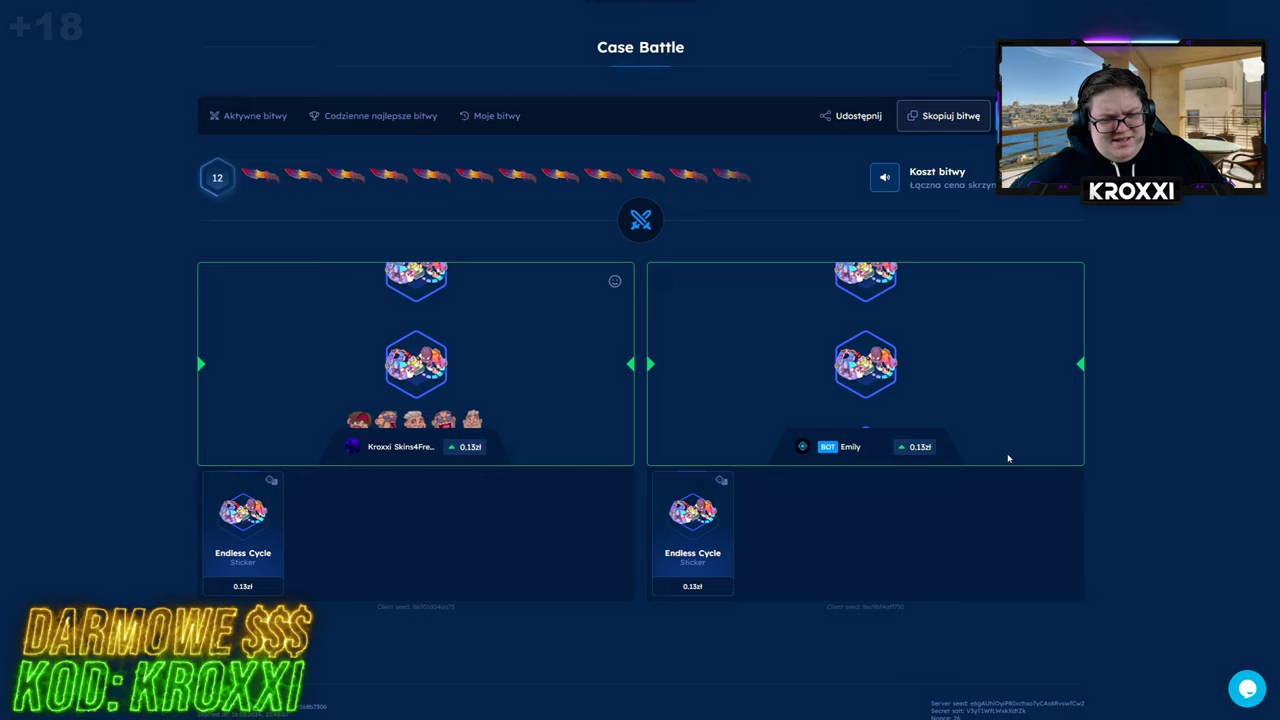 +18
Case Battle
Aktywne bitwy
Codzienne najlepsze bitwy
Moje bitwy
Udostępnij
Skopiuj bitwę
12
Koszt bitwy
Łączna cena skrzyn
KROXXI
Kroxxi Skins4Fre...
0.13zł
BOT Emily
0.13zł
Endless Cycle
Sticker
0.13zł
Endless Cycle
Sticker
0.13zł
DARMOWE $$$
KOD: KROXXI